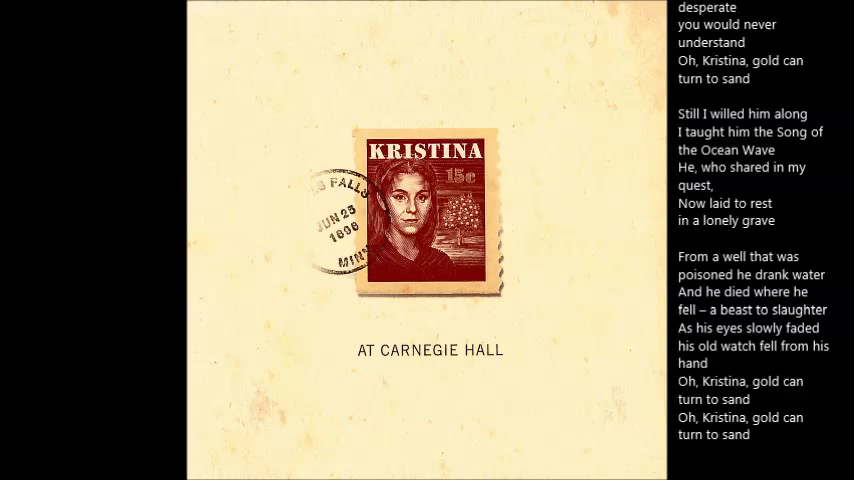 KRISTINA
15c
FALLS
JUN 25
MINN
AT CARNEGIE HALL
desperate
you would never
understand
Oh, Kristina, gold can
turn to sand
Still I willed him along
I taught him the Song of
the Ocean Wave
He, who shared in my
quest,
Now laid to rest
in a lonely grave
From a well that was
poisoned he drank water
And he died where he
fell – a beast to slaughter
As his eyes slowly faded
his old watch fell from his
hand
Oh, Kristina, gold can
turn to sand
Oh, Kristina, gold can
turn to sand